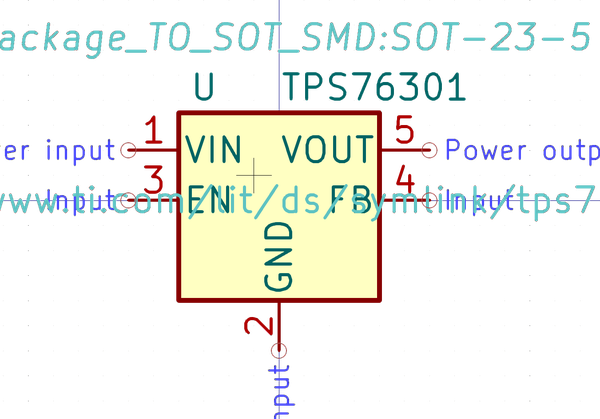 ackage_TO_SOT_SMD:SOT-23-5
U TPS76301
er input 1 VIN VOUT 5 Power outp
Input 3 EN FB 4 Input
www.ti.com/lit/ds/symlink/tps7
GND
2
nput